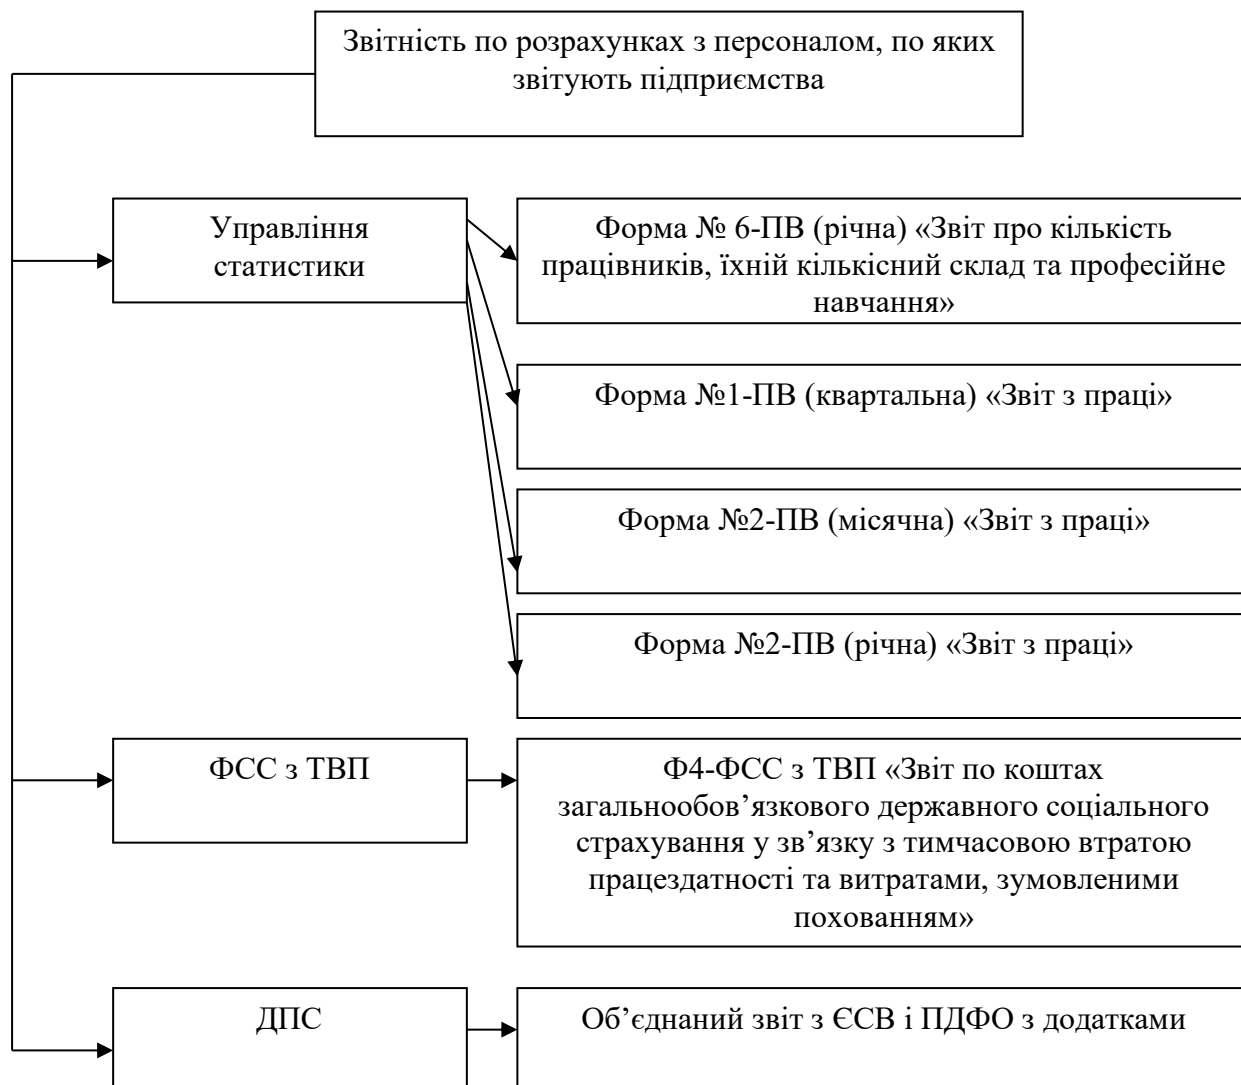 Звітність по розрахунках з персоналом, по яких
звітують підприємства
Управління
статистики
Форма № 6-ПВ (річна) «Звіт про кількість
працівників, їхній кількісний склад та професійне
навчання»
Форма №1-ПВ (квартальна) «Звіт з праці»
Форма №2-ПВ (місячна) «Звіт з праці»
Форма №2-ПВ (річна) «Звіт з праці»
ФСС з ТВП
Ф4-ФСС з ТВП «Звіт по коштах
загальнообов’язкового державного соціального
страхування у зв’язку з тимчасовою втратою
працездатності та витратами, зумовленими
похованням»
ДПС
Об’єднаний звіт з ЄСВ і ПДФО з додатками